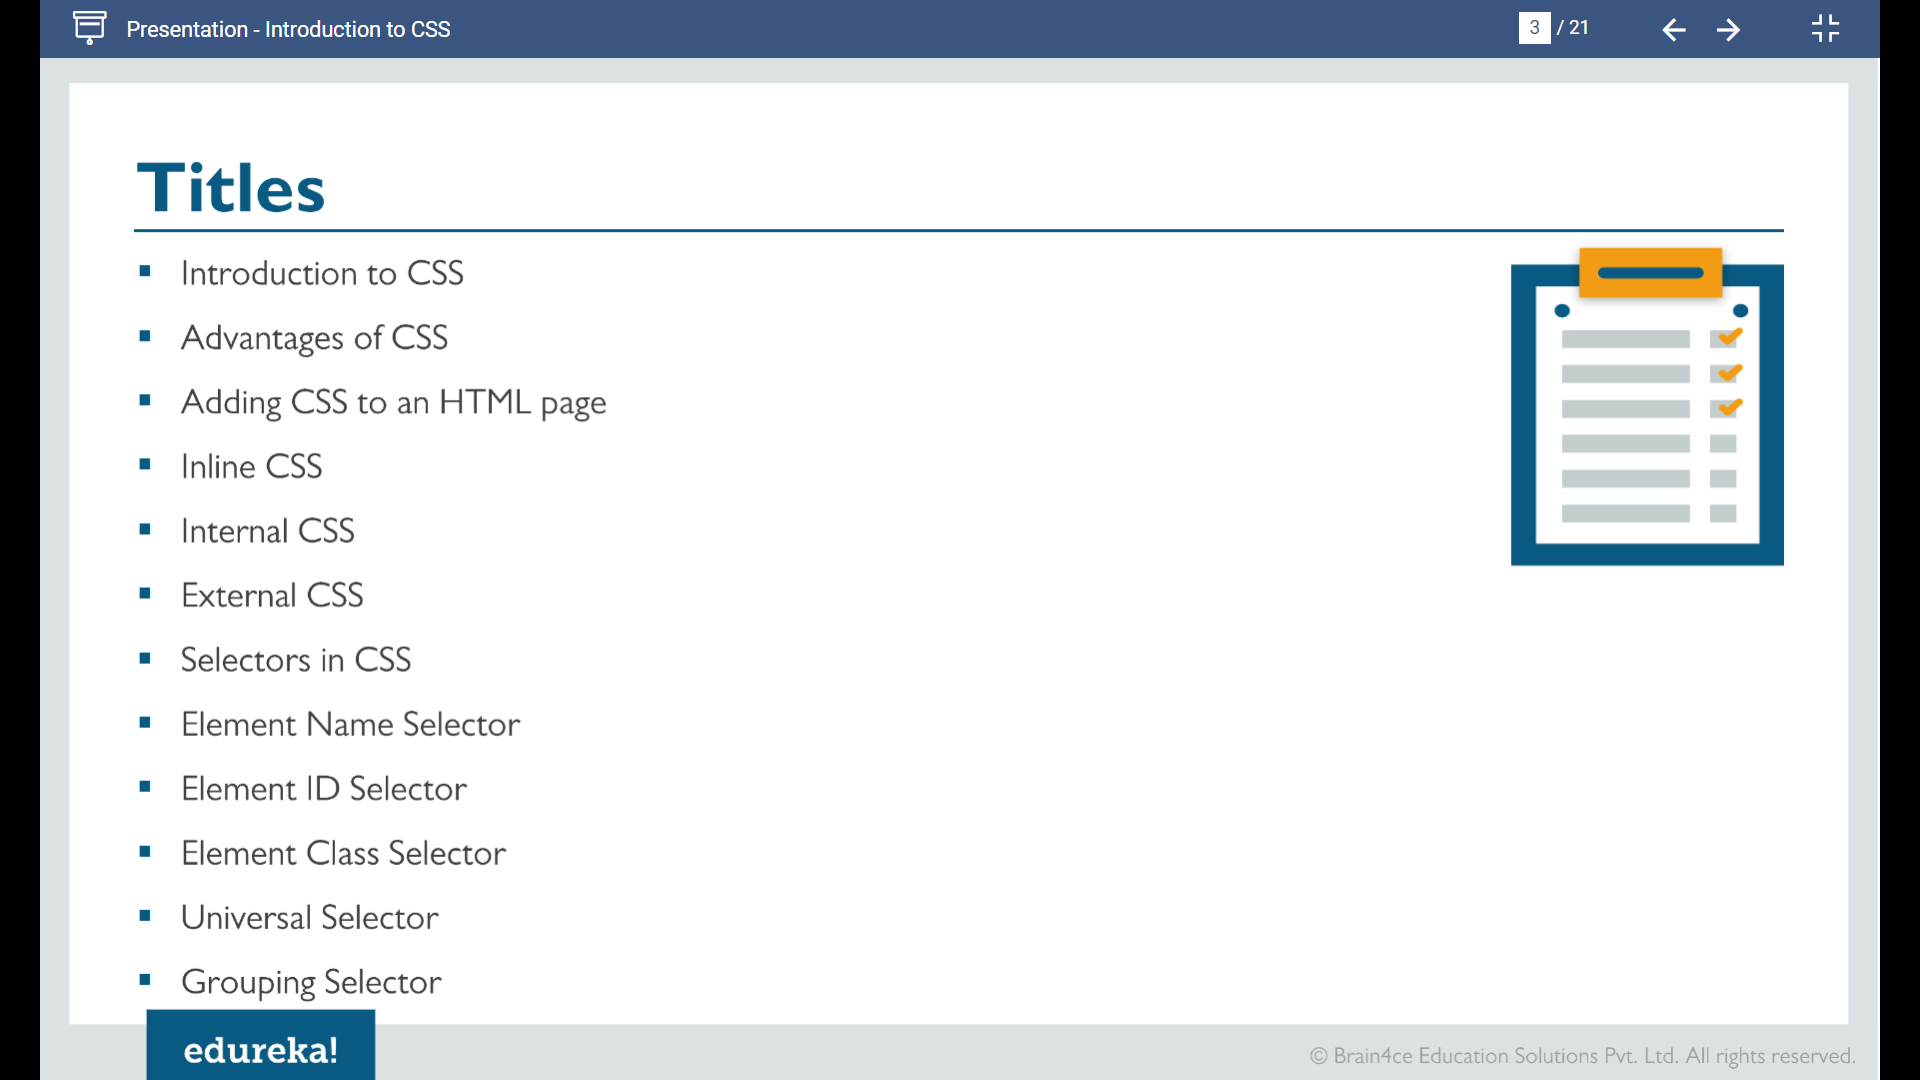 Presentation - Introduction to CSS
3 / 21
Titles
Introduction to CSS
Advantages of CSS
Adding CSS to an HTML page
Inline CSS
Internal CSS
External CSS
Selectors in CSS
Element Name Selector
Element ID Selector
Element Class Selector
Universal Selector
Grouping Selector
edureka!
© Brain4ce Education Solutions Pvt. Ltd. All rights reserved.